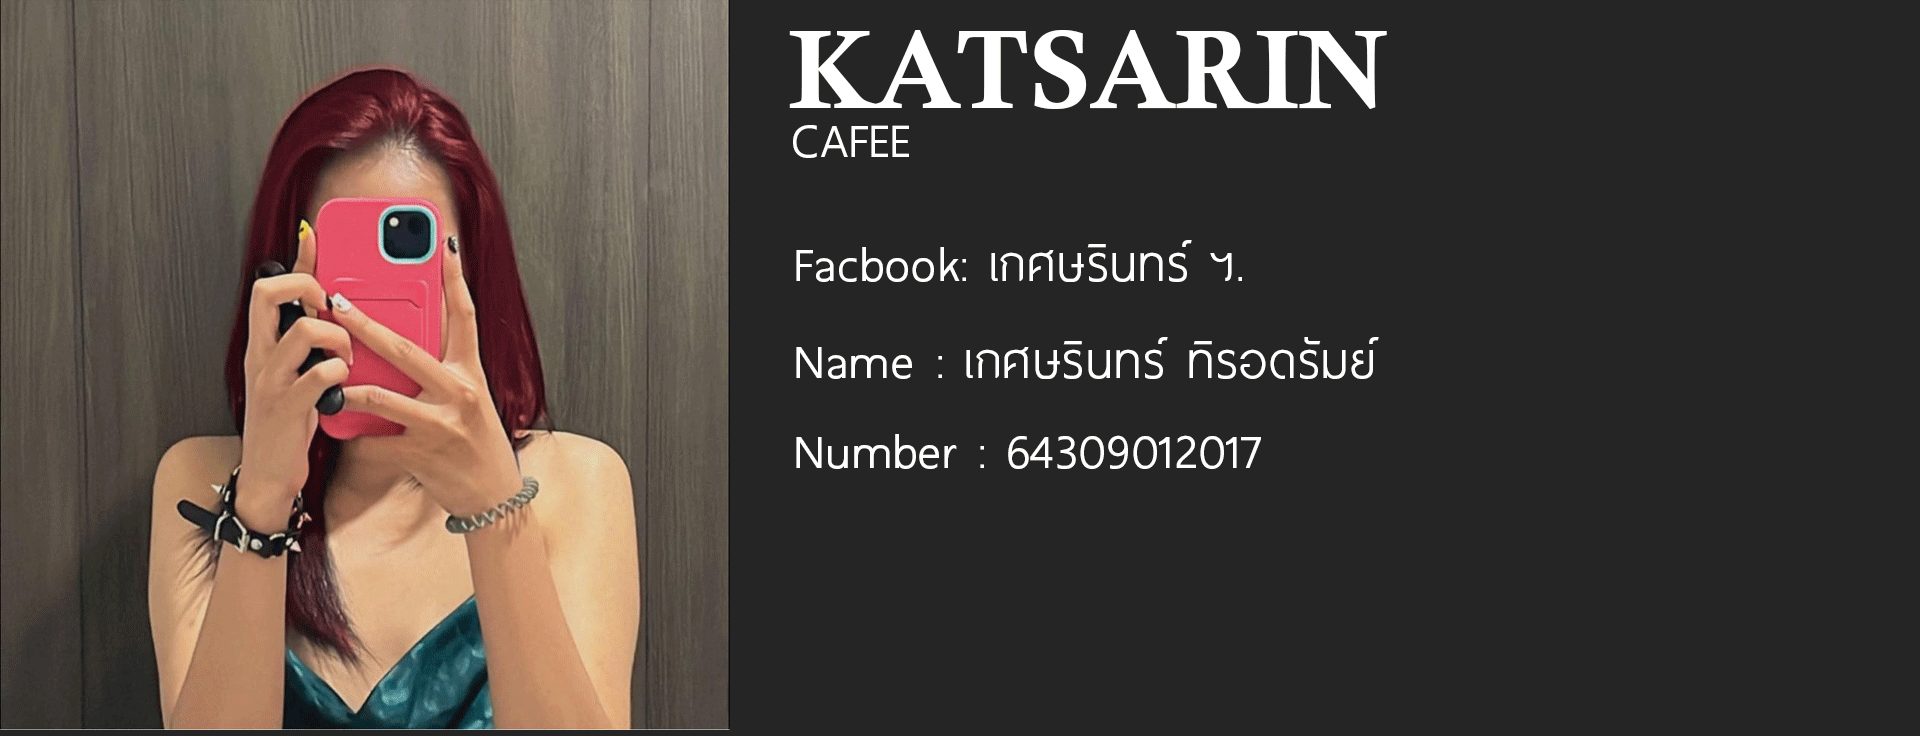 KATSARIN
CAFEE
Facbook: เกศษรินทร์ ฯ.
Name : เกศษรินทร์ ทิรอดรัมย์
Number : 64309012017